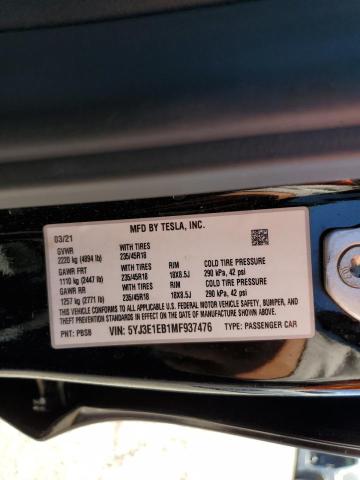 MFD BY TESLA, INC.
03/21
GVWR WITH TIRES
2220 kg (4894 lb) 235/45R18
GAWR FRT WITH TIRES RIM COLD TIRE PRESSURE
1110 kg (2447 lb) 235/45R18 18X8.5J 290 kPa, 42 psi
GAWR RR WITH TIRES RIM COLD TIRE PRESSURE
1257 kg (2771 lb) 235/45R18 18X8.5J 290 kPa, 42 psi
THIS VEHICLE CONFORMS TO ALL APPLICABLE U.S. FEDERAL MOTOR VEHICLE SAFETY, BUMPER, AND
THEFT PREVENTION STANDARDS IN EFFECT ON THE DATE OF MANUFACTURE SHOWN ABOVE.
PNT: PBSB VIN: 5YJ3E1EB1MF937476 TYPE: PASSENGER CAR